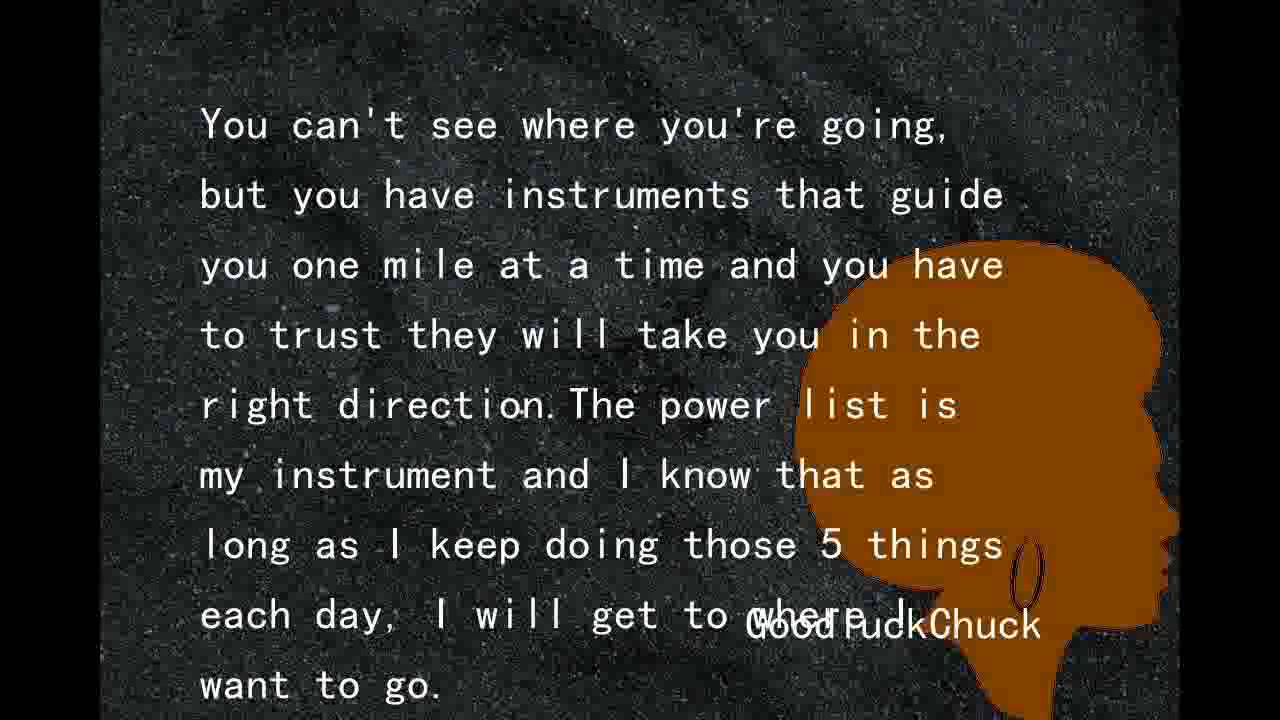 You can't see where you're going,
but you have instruments that guide
you one mile at a time and you have
to trust they will take you in the
right direction. The power list is
my instrument and I know that as
long as I keep doing those 5 things
each day, I will get to where I
want to go.
GoodluckChuck